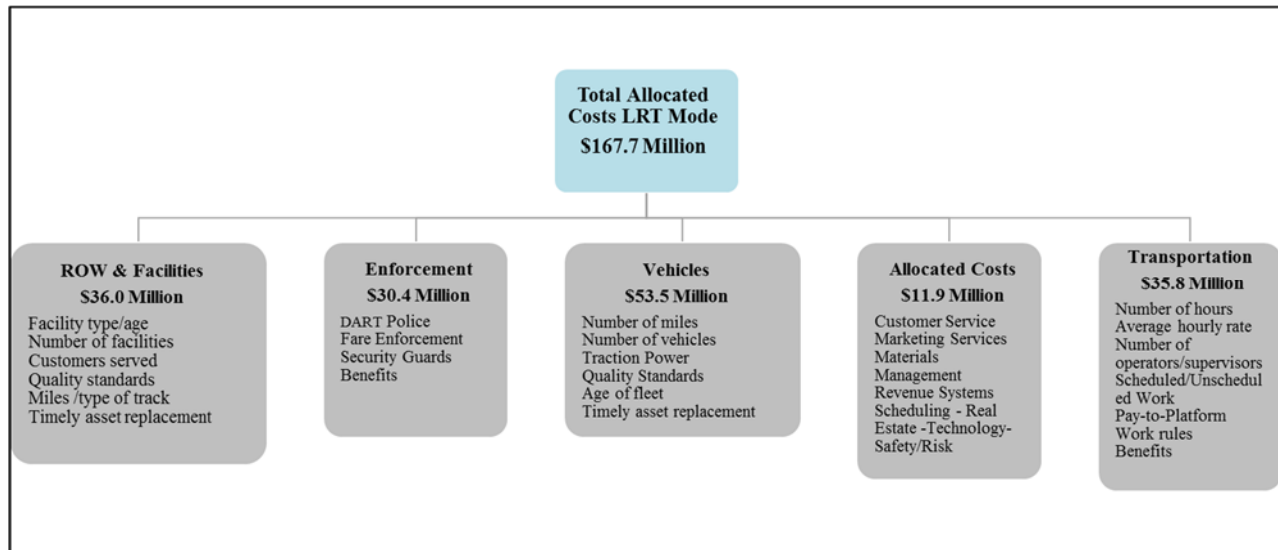 Total Allocated
Costs LRT Mode
$167.7 Million
ROW & Facilities
$36.0 Million
Facility type/age
Number of facilities
Customers served
Quality standards
Miles /type of track
Timely asset replacement
Enforcement
$30.4 Million
DART Police
Fare Enforcement
Security Guards
Benefits
Vehicles
$53.5 Million
Number of miles
Number of vehicles
Traction Power
Quality Standards
Age of fleet
Timely asset replacement
Allocated Costs
$11.9 Million
Customer Service
Marketing Services
Materials
Management
Revenue Systems
Scheduling - Real
Estate -Technology-
Safety/Risk
Transportation
$35.8 Million
Number of hours
Average hourly rate
Number of
operators/supervisors
Scheduled/Unschedul
ed Work
Pay-to-Platform
Work rules
Benefits